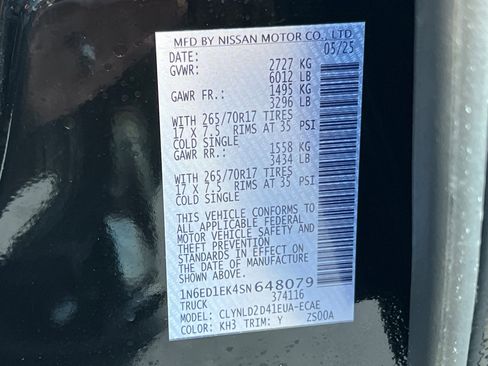 MFD BY NISSAN MOTOR CO., LTD.
DATE: 05/25
GVWR: 2727 KG
6012 LB
GAWR FR.: 1495 KG
3296 LB
WITH 265/70R17 TIRES
17 X 7.5 RIMS AT 35 PSI
COLD SINGLE
GAWR RR.: 1558 KG
3434 LB
WITH 265/70R17 TIRES
17 X 7.5 RIMS AT 35 PSI
COLD SINGLE
THIS VEHICLE CONFORMS TO
ALL APPLICABLE FEDERAL
MOTOR VEHICLE SAFETY AND
THEFT PREVENTION
STANDARDS IN EFFECT ON
THE DATE OF MANUFACTURE
SHOWN ABOVE.
1N6ED1EK4SN648079
TRUCK 374116
MODEL: CLYNLD2D41EUA-ECAE
COLOR: KH3 TRIM: Y ZS00A